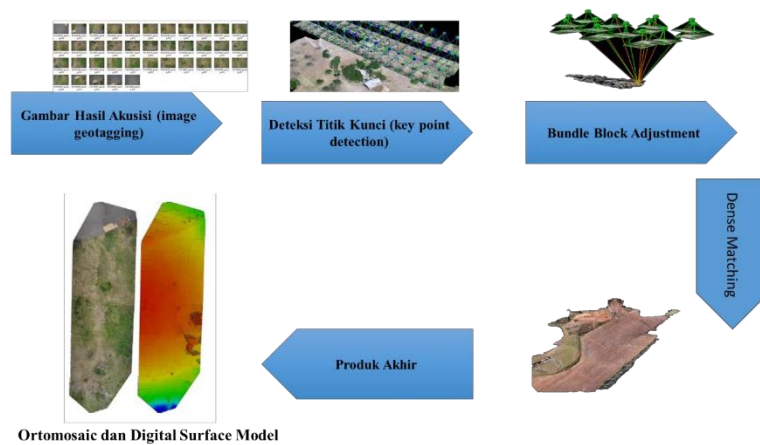 Gambar Hasil Akusisi (image
geotagging)
Deteksi Titik Kunci (key point
detection)
Bundle Block Adjustment
Dense Matching
Produk Akhir
Ortomosaic dan Digital Surface Model